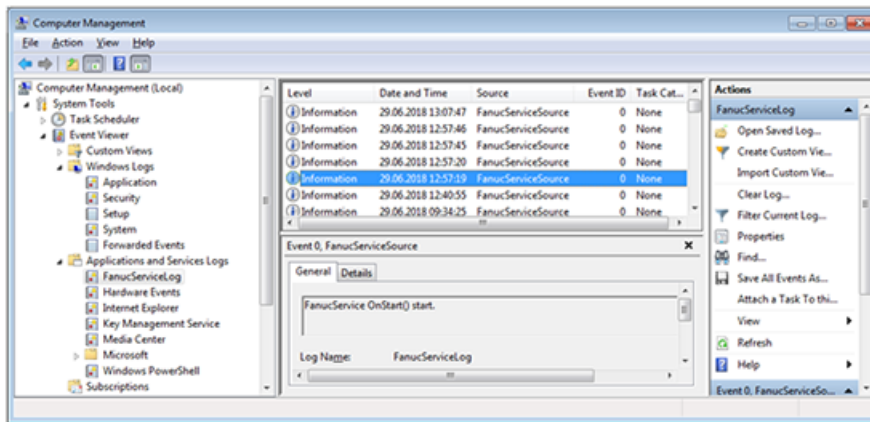 Computer Management
File Action View Help
Computer Management (Local)
System Tools
Task Scheduler
Event Viewer
Custom Views
Windows Logs
Application
Security
Setup
System
Forwarded Events
Applications and Services Logs
FanucServiceLog
Hardware Events
Internet Explorer
Key Management Service
Media Center
Microsoft
Windows PowerShell
Subscriptions
Level Date and Time Source Event ID Task Cat...
Information 29.06.2018 13:07:47 FanucServiceSource 0 None
Information 29.06.2018 12:57:46 FanucServiceSource 0 None
Information 29.06.2018 12:57:45 FanucServiceSource 0 None
Information 29.06.2018 12:57:20 FanucServiceSource 0 None
Information 29.06.2018 12:57:19 FanucServiceSource 0 None
Information 29.06.2018 12:40:55 FanucServiceSource 0 None
Information 29.06.2018 09:34:25 FanucServiceSource 0 None
Event 0, FanucServiceSource
General Details
FanucService OnStart() start.
Log Name: FanucServiceLog
Actions
FanucServiceLog
Open Saved Log...
Create Custom Vie...
Import Custom Vie...
Clear Log...
Filter Current Log...
Properties
Find...
Save All Events As...
Attach a Task To thi...
View
Refresh
Help
Event 0, FanucServiceSo...